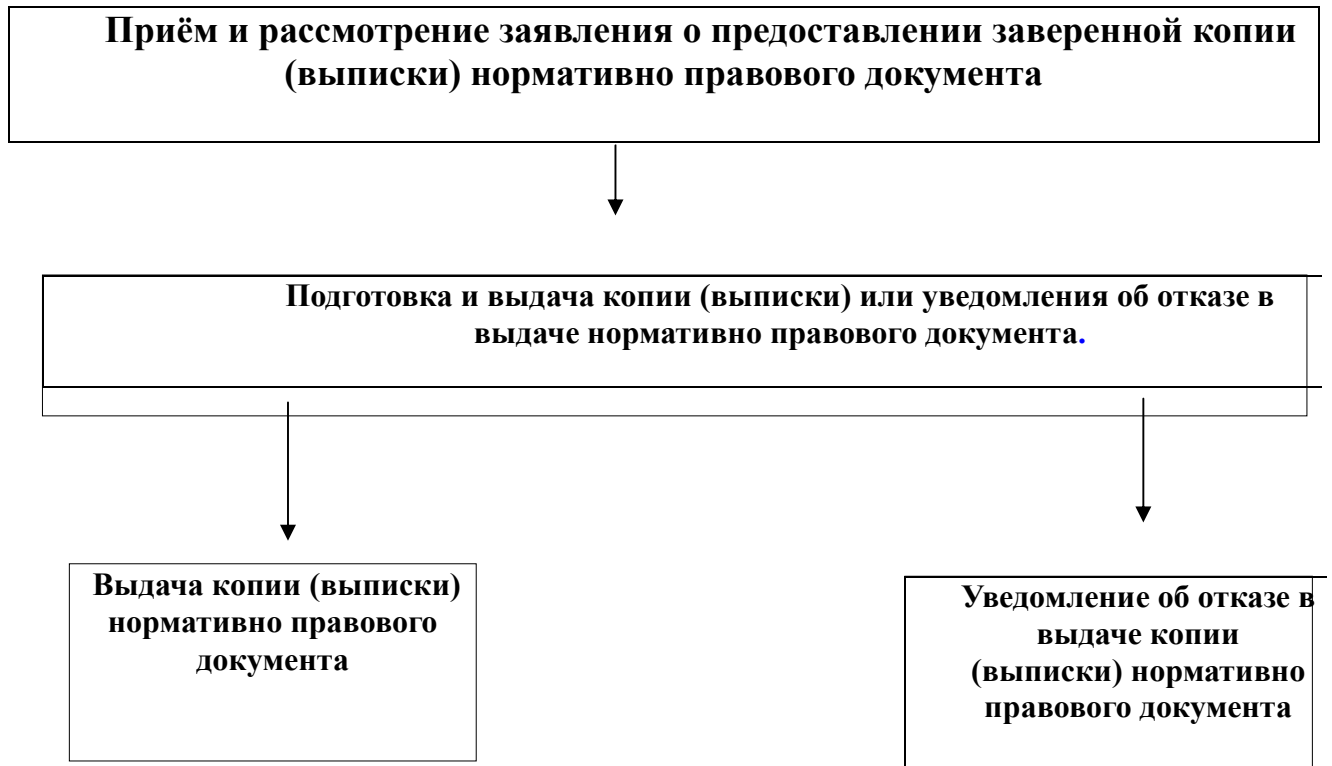 Приём и рассмотрение заявления о предоставлении заверенной копии
(выписки) нормативно правового документа
Подготовка и выдача копии (выписки) или уведомления об отказе в
выдаче нормативно правового документа.
Выдача копии (выписки)
нормативно правового
документа
Уведомление об отказе в
выдаче копии
(выписки) нормативно
правового документа